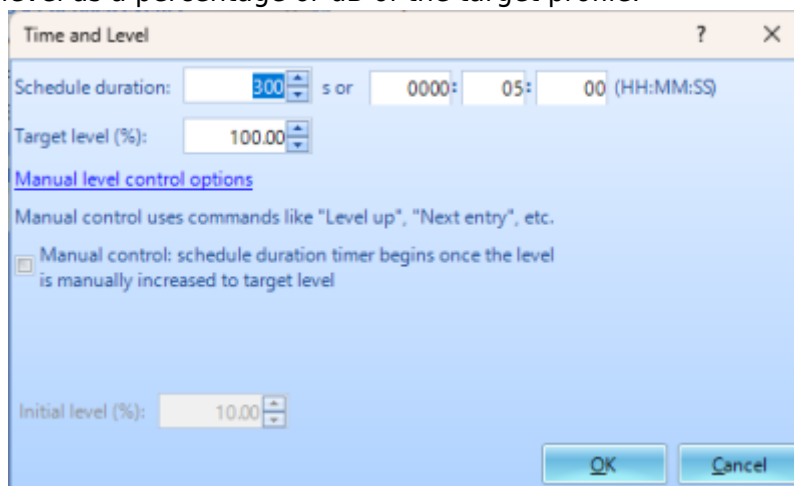 level as a percentage or dB of the target profile.
Time and Level ? ×
Schedule duration: 300 s or 0000: 05: 00 (HH:MM:SS)
Target level (%): 100.00
Manual level control options
Manual control uses commands like "Level up", "Next entry", etc.
Manual control: schedule duration timer begins once the level
is manually increased to target level
Initial level (%): 10.00
OK Cancel